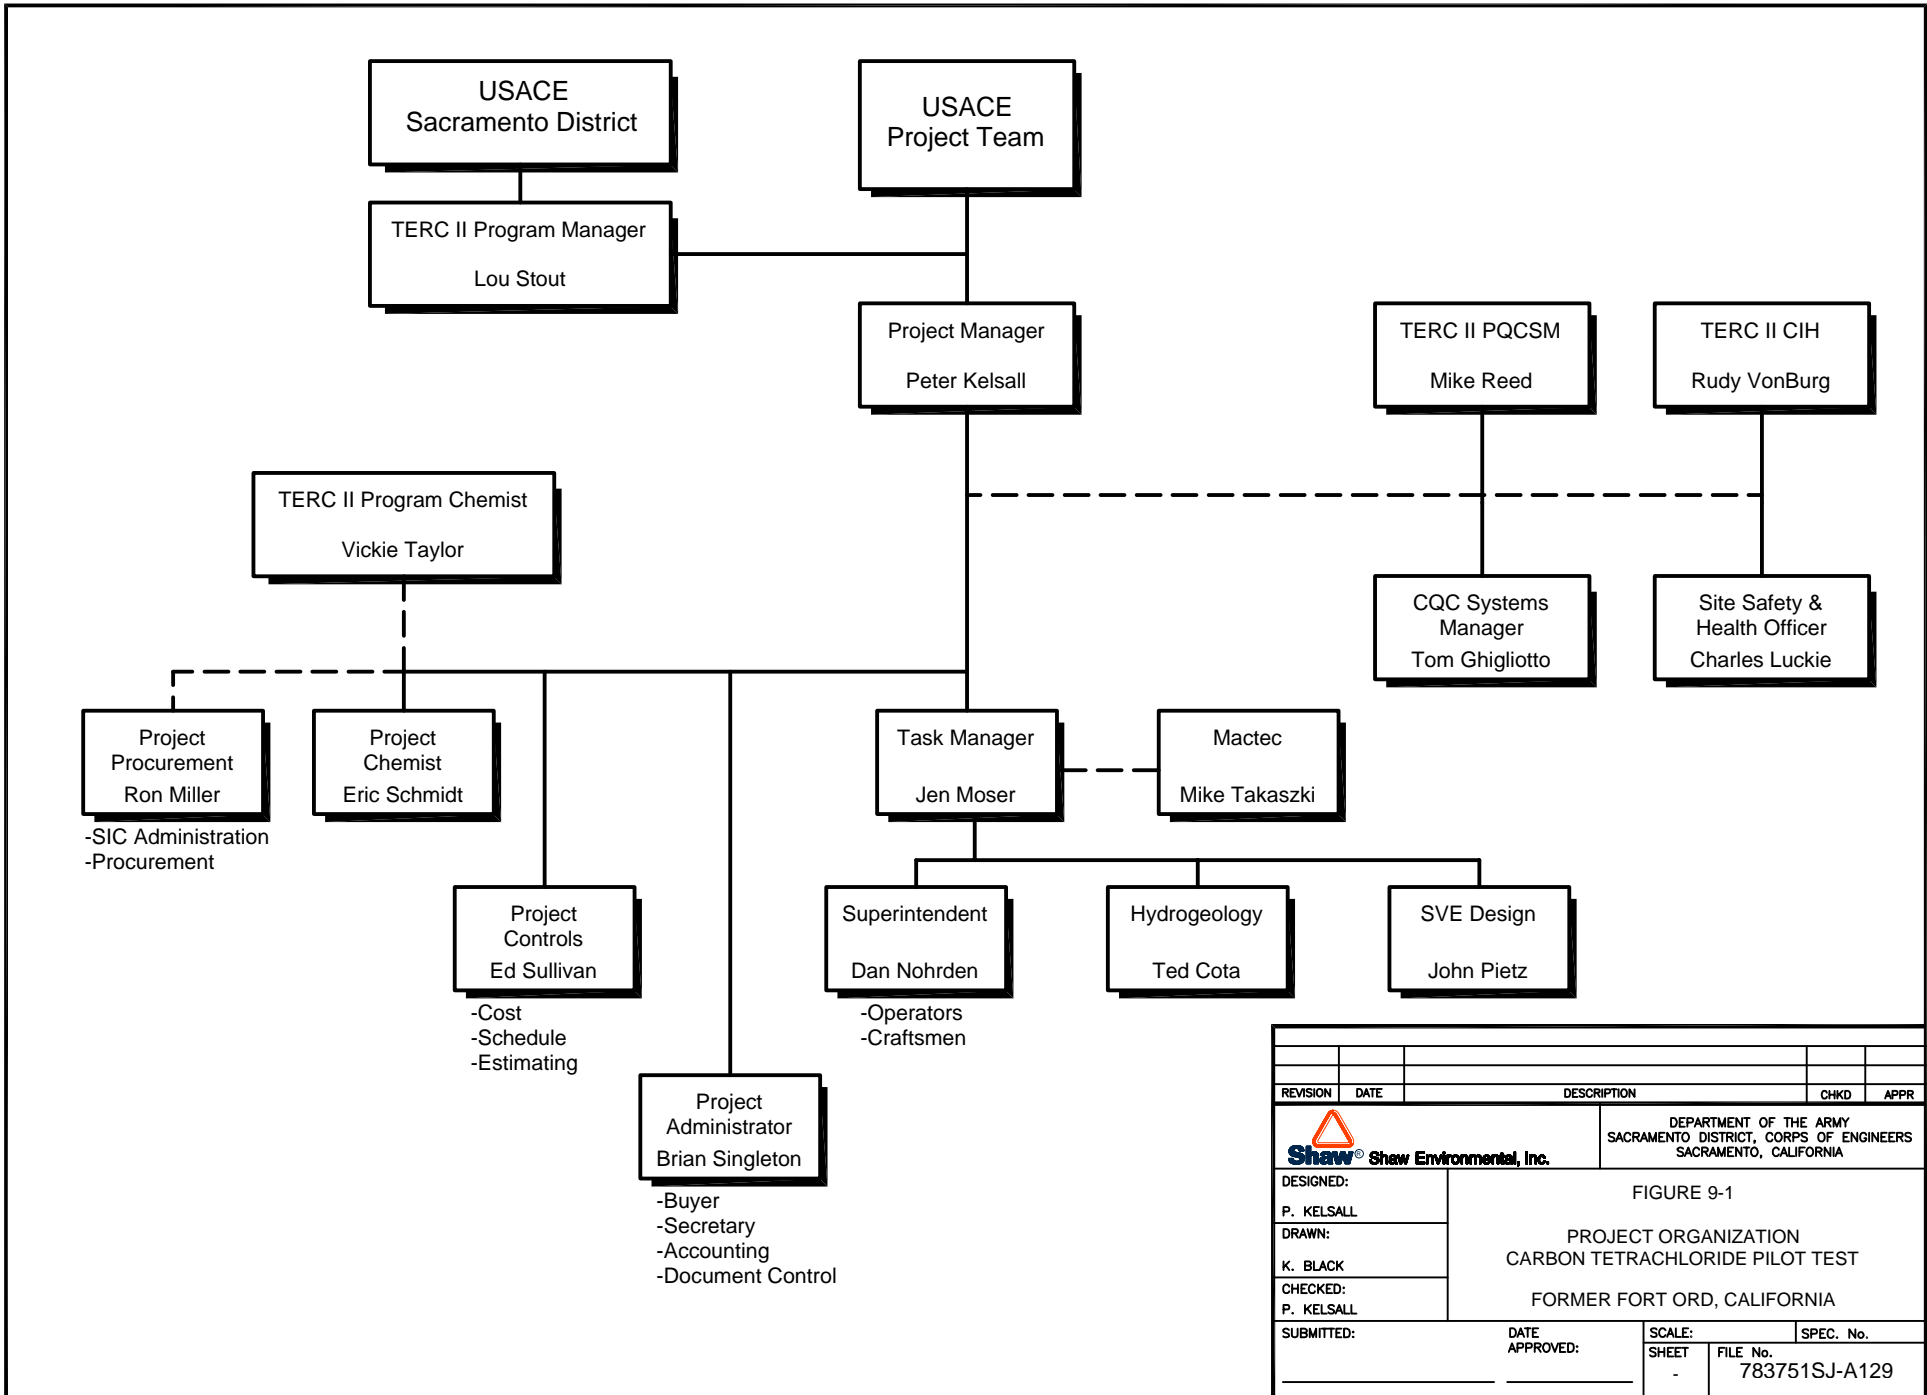 USACE
Sacramento District
USACE
Project Team
TERC II Program Manager
Lou Stout
Project Manager
Peter Kelsall
TERC II PQCSM
Mike Reed
TERC II CIH
Rudy VonBurg
TERC II Program Chemist
Vickie Taylor
CQC Systems
Manager
Tom Ghigliotto
Site Safety &
Health Officer
Charles Luckie
Project
Procurement
Ron Miller
-SIC Administration
-Procurement
Project
Chemist
Eric Schmidt
Task Manager
Jen Moser
Mactec
Mike Takaszki
Project
Controls
Ed Sullivan
-Cost
-Schedule
-Estimating
Superintendent
Dan Nohrden
-Operators
-Craftsmen
Hydrogeology
Ted Cota
SVE Design
John Pietz
Project
Administrator
Brian Singleton
-Buyer
-Secretary
-Accounting
-Document Control
REVISION DATE DESCRIPTION CHKD APPR
Shaw® Shaw Environmental, Inc.
DEPARTMENT OF THE ARMY
SACRAMENTO DISTRICT, CORPS OF ENGINEERS
SACRAMENTO, CALIFORNIA
DESIGNED:
P. KELSALL
DRAWN:
K. BLACK
CHECKED:
P. KELSALL
FIGURE 9-1
PROJECT ORGANIZATION
CARBON TETRACHLORIDE PILOT TEST
FORMER FORT ORD, CALIFORNIA
SUBMITTED:
DATE
APPROVED:
SCALE:
SPEC. No.
SHEET
-
FILE No.
783751SJ-A129